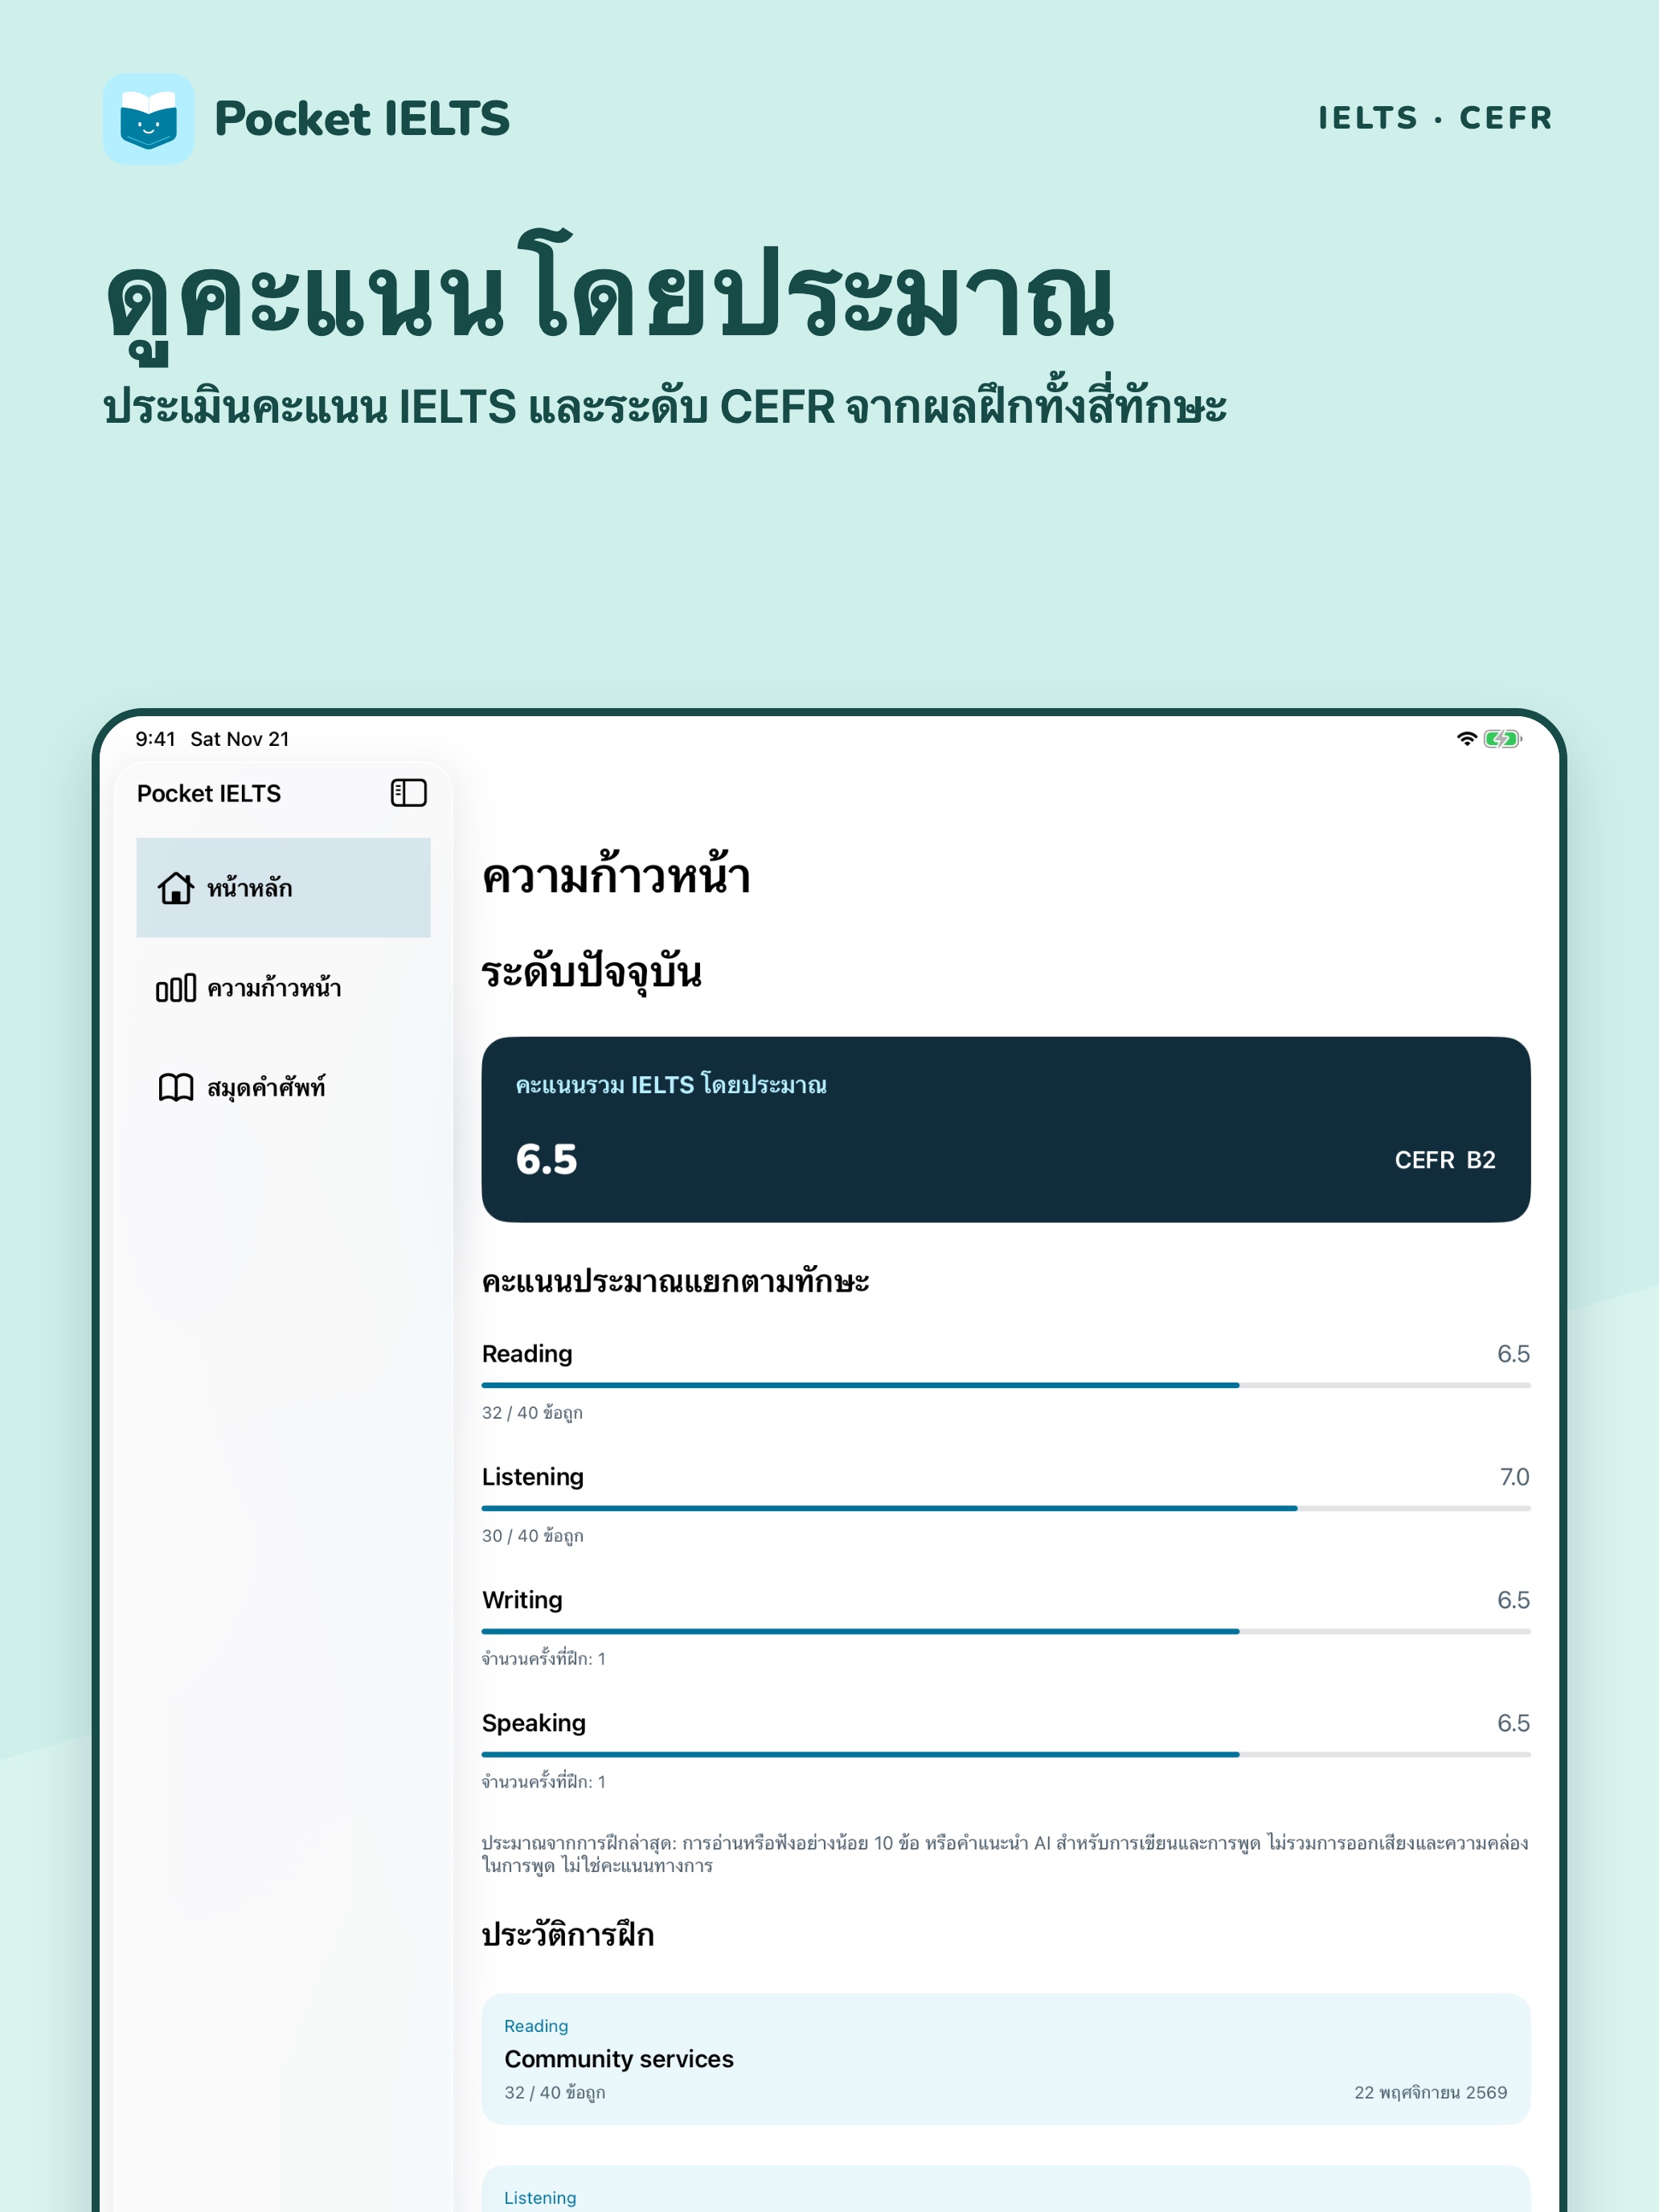 Pocket IELTS
IELTS · CEFR
ดูคะแนนโดยประมาณ
ประเมินคะแนน IELTS และระดับ CEFR จากผลฝึกทั้งสี่ทักษะ
9:41 Sat Nov 21
Pocket IELTS
หน้าหลัก
ความก้าวหน้า
สมุดคำศัพท์
ความก้าวหน้า
ระดับปัจจุบัน
คะแนนรวม IELTS โดยประมาณ
6.5
CEFR B2
คะแนนประมาณแยกตามทักษะ
Reading 6.5
32 / 40 ข้อถูก
Listening 7.0
30 / 40 ข้อถูก
Writing 6.5
จำนวนครั้งที่ฝึก: 1
Speaking 6.5
จำนวนครั้งที่ฝึก: 1
ประมาณจากการฝึกล่าสุด: การอ่านหรือฟังอย่างน้อย 10 ข้อ หรือคำแนะนำ AI สำหรับการเขียนและการพูด ไม่รวมการออกเสียงและความคล่อง
ในการพูด ไม่ใช่คะแนนทางการ
ประวัติการฝึก
Reading
Community services
32 / 40 ข้อถูก 22 พฤศจิกายน 2569
Listening